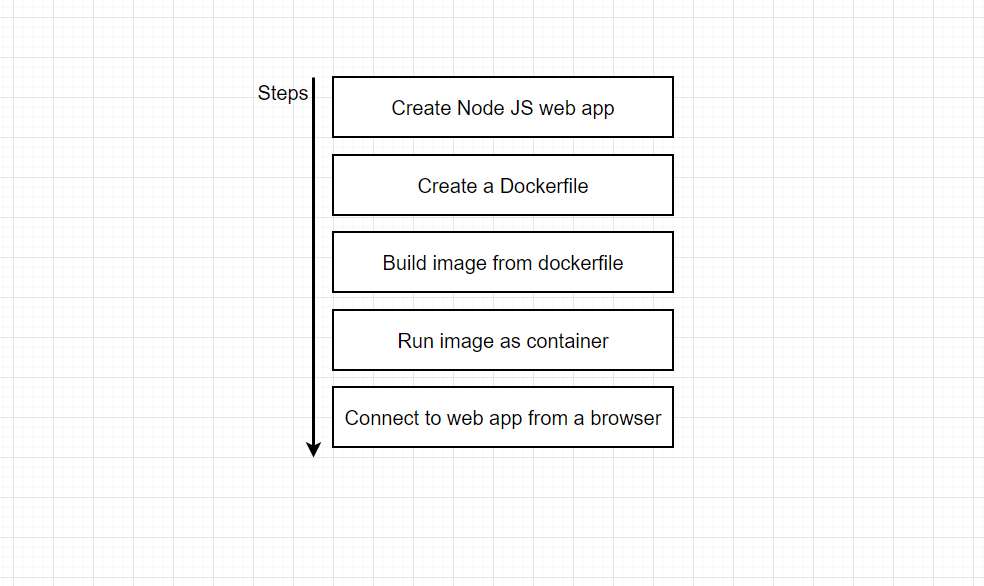 Steps
Create Node JS web app
Create a Dockerfile
Build image from dockerfile
Run image as container
Connect to web app from a browser